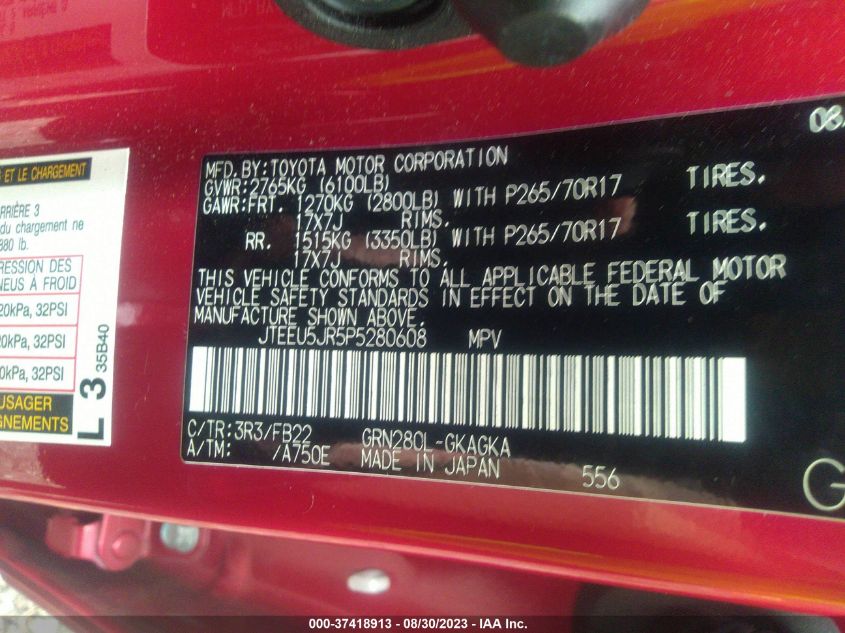 S ET LE CHARGEMENT
RRIÈRE 3
du chargement ne
880 lb.
RESSION DES
NEUS À FROID
20kPa, 32PSI
20kPa, 32PSI
0kPa, 32PSI
USAGER
GNEMENTS
L 3 35B40
08
MFD.BY:TOYOTA MOTOR CORPORATION
GVWR:2765KG (6100LB)
GAWR:FRT. 1270KG (2800LB) WITH P265/70R17 TIRES.
17X7J RIMS.
RR. 1515KG (3350LB) WITH P265/70R17 TIRES.
17X7J RIMS.
THIS VEHICLE CONFORMS TO ALL APPLICABLE FEDERAL MOTOR
VEHICLE SAFETY STANDARDS IN EFFECT ON THE DATE OF
MANUFACTURE SHOWN ABOVE.
JTEEU5JR5P5280608 MPV
C/TR:3R3/FB22 GRN280L-GKAGKA
A/TM: /A750E MADE IN JAPAN 556
G
000-37418913 - 08/30/2023 - IAA Inc.